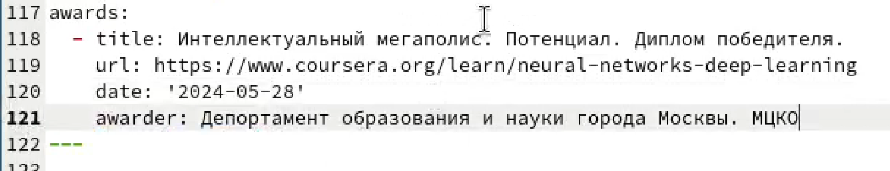 117 awards:
118 - title: Интеллектуальный мегаполис. Потенциал. Диплом победителя.
119 url: https://www.coursera.org/learn/neural-networks-deep-learning
120 date: '2024-05-28'
121 awarder: Депортамент образования и науки города Москвы. МЦКО
122 ---
123